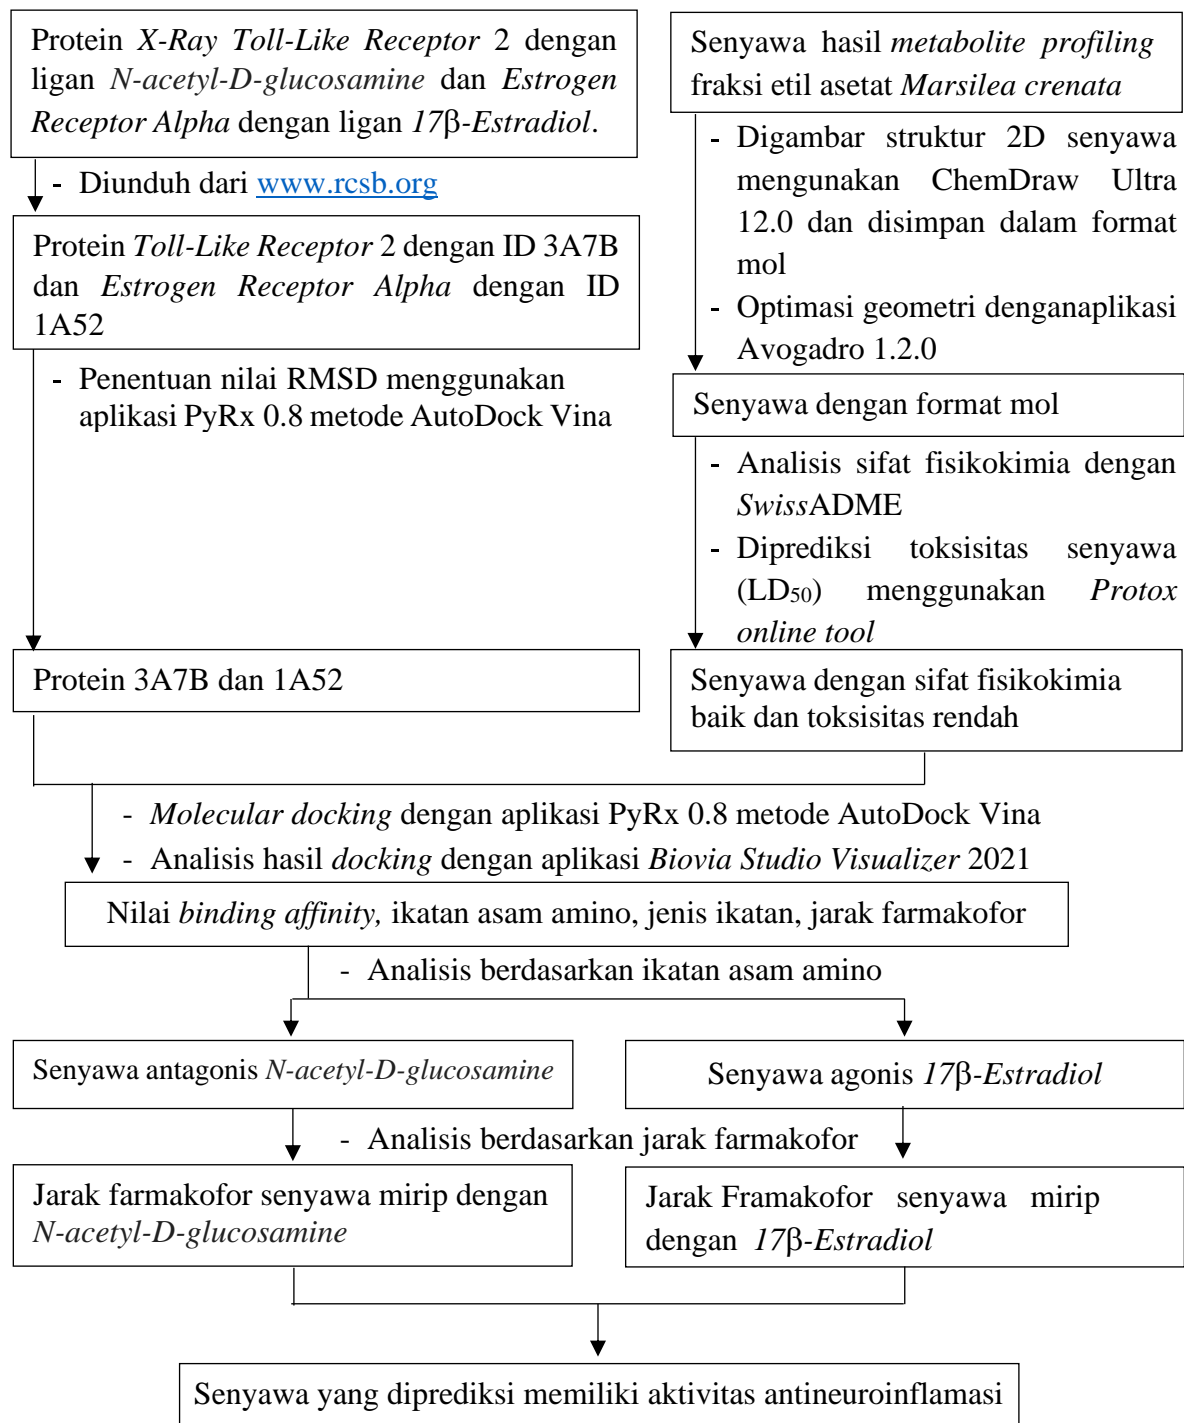 Protein X-Ray Toll-Like Receptor 2 dengan
ligan N-acetyl-D-glucosamine dan Estrogen
Receptor Alpha dengan ligan 17β-Estradiol.
- Diunduh dari www.rcsb.org
Protein Toll-Like Receptor 2 dengan ID 3A7B
dan Estrogen Receptor Alpha dengan ID
1A52
- Penentuan nilai RMSD menggunakan
aplikasi PyRx 0.8 metode AutoDock Vina
Protein 3A7B dan 1A52
Senyawa hasil metabolite profiling
fraksi etil asetat Marsilea crenata
- Digambar struktur 2D senyawa
mengunakan ChemDraw Ultra
12.0 dan disimpan dalam format
mol
- Optimasi geometri denganaplikasi
Avogadro 1.2.0
Senyawa dengan format mol
- Analisis sifat fisikokimia dengan
SwissADME
- Diprediksi toksisitas senyawa
(LD50) menggunakan Protox
online tool
Senyawa dengan sifat fisikokimia
baik dan toksisitas rendah
- Molecular docking dengan aplikasi PyRx 0.8 metode AutoDock Vina
- Analisis hasil docking dengan aplikasi Biovia Studio Visualizer 2021
Nilai binding affinity, ikatan asam amino, jenis ikatan, jarak farmakofor
- Analisis berdasarkan ikatan asam amino
Senyawa antagonis N-acetyl-D-glucosamine
Senyawa agonis 17β-Estradiol
- Analisis berdasarkan jarak farmakofor
Jarak farmakofor senyawa mirip dengan
N-acetyl-D-glucosamine
Jarak Framakofor senyawa mirip
dengan 17β-Estradiol
Senyawa yang diprediksi memiliki aktivitas antineuroinflamasi